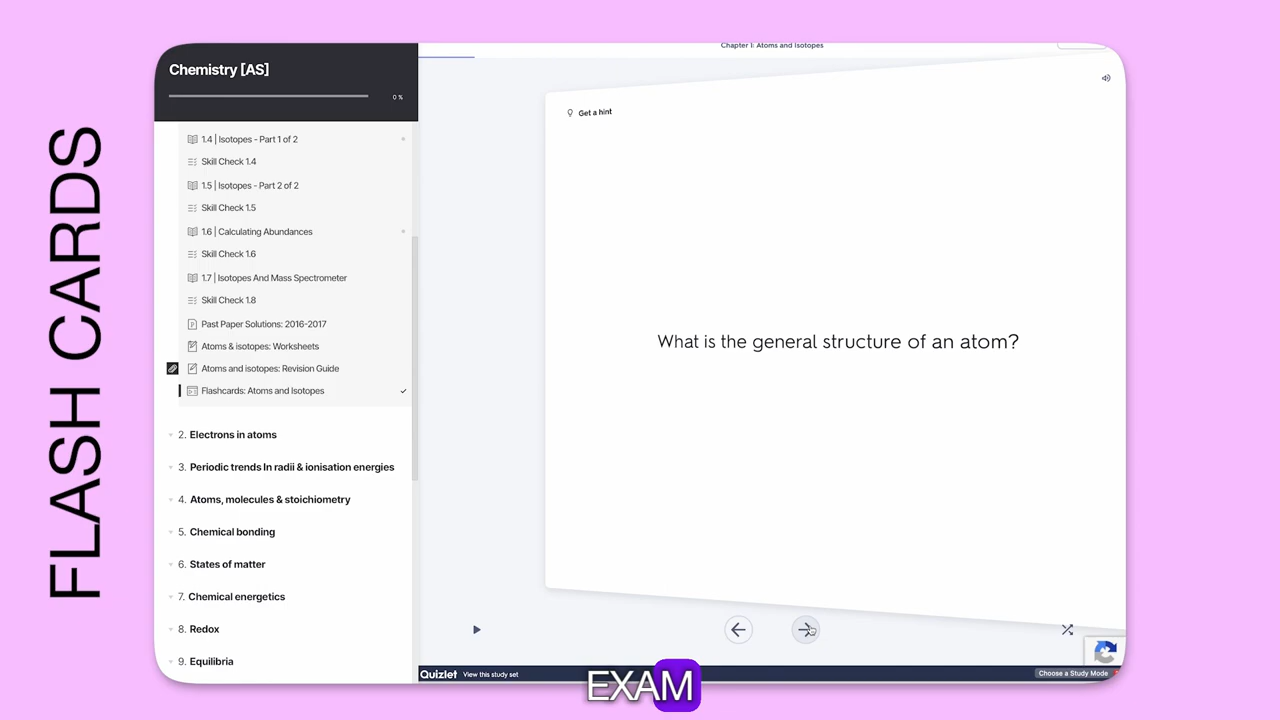 FLASH CARDS
Chemistry [AS]
0 %
1.4 | Isotopes - Part 1 of 2
Skill Check 1.4
1.5 | Isotopes - Part 2 of 2
Skill Check 1.5
1.6 | Calculating Abundances
Skill Check 1.6
1.7 | Isotopes And Mass Spectrometer
Skill Check 1.8
Past Paper Solutions: 2016-2017
Atoms & isotopes: Worksheets
Atoms and isotopes: Revision Guide
Flashcards: Atoms and Isotopes
2. Electrons in atoms
3. Periodic trends In radii & ionisation energies
4. Atoms, molecules & stoichiometry
5. Chemical bonding
6. States of matter
7. Chemical energetics
8. Redox
9. Equilibria
Chapter 1: Atoms and Isotopes
Get a hint
What is the general structure of an atom?
Quizlet View this study set
Choose a Study Mode
EXAM